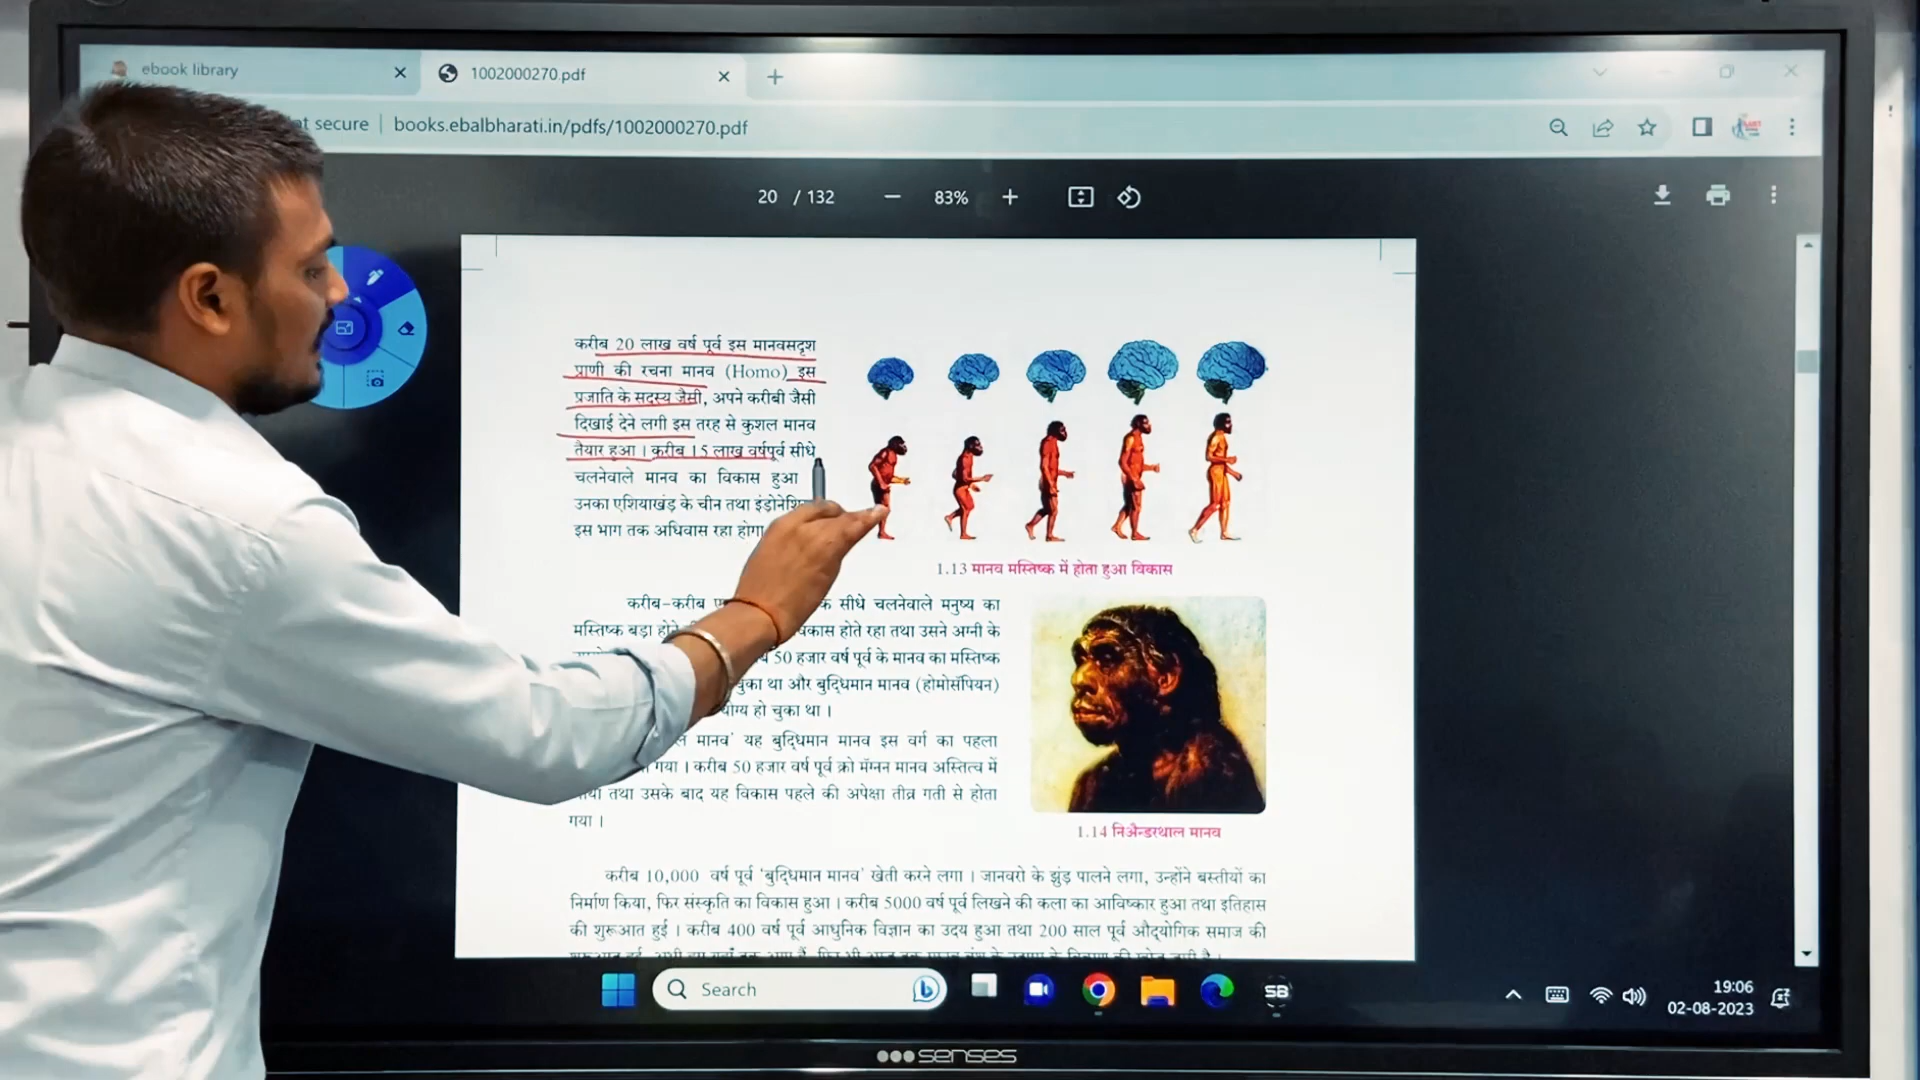 ebook library
1002000270.pdf
secure
books.ebalbharati.in/pdfs/1002000270.pdf
20 / 132
83%
करीब 20 लाख वर्ष पूर्व इस मानवसदृश
प्राणी की रचना मानव (Homo) इस
प्रजाति के सदस्य जैसी, अपने करीबी जैसी
दिखाई देने लगी इस तरह से कुशल मानव
तैयार हुआ । करीब 15 लाख वर्षपूर्व सीधे
चलनेवाले मानव का विकास हुआ
उनका एशियाखंड के चीन तथा
इस भाग तक अधिवास रहा होगा
1.13 मानव मस्तिष्क में होता हुआ विकास
करीब-करीब सीधे चलनेवाले मनुष्य का
मस्तिष्क बड़ा विकास होते रहा तथा उसने अग्नी के
50 हजार वर्ष पूर्व के मानव का मस्तिष्क
चुका था और बुद्धिमान मानव (होमोसॅपियन)
हो चुका था ।
मानव' यह बुद्धिमान मानव इस वर्ग का पहला
गया । करीब 50 हजार वर्ष पूर्व क्रो मॅग्नन मानव अस्तित्व में
तथा उसके बाद यह विकास पहले की अपेक्षा तीव्र गती से होता
गया ।
1.14 निॲन्डरथाल मानव
करीब 10,000 वर्ष पूर्व 'बुद्धिमान मानव' खेती करने लगा । जानवरो के झुंड पालने लगा, उन्होंने बस्तीयों का
निर्माण किया, फिर संस्कृति का विकास हुआ । करीब 5000 वर्ष पूर्व लिखने की कला का आविष्कार हुआ तथा इतिहास
की शुरूआत हुई । करीब 400 वर्ष पूर्व आधुनिक विज्ञान का उदय हुआ तथा 200 साल पूर्व औद्योगिक समाज की
Search
SB
19:06
02-08-2023
senses